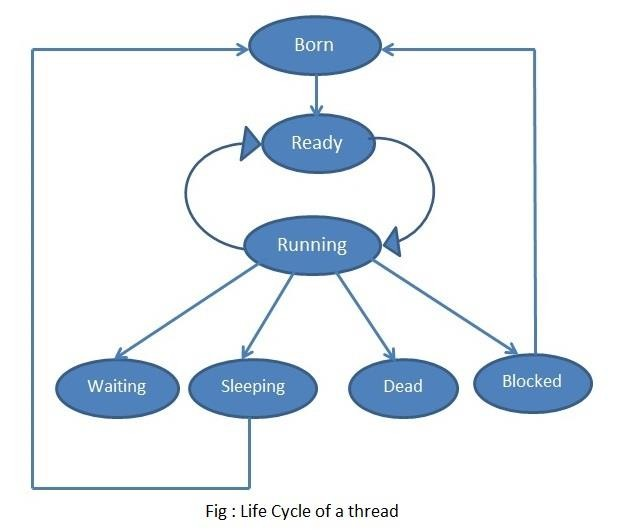 Born
Ready
Running
Waiting
Sleeping
Dead
Blocked
Fig : Life Cycle of a thread